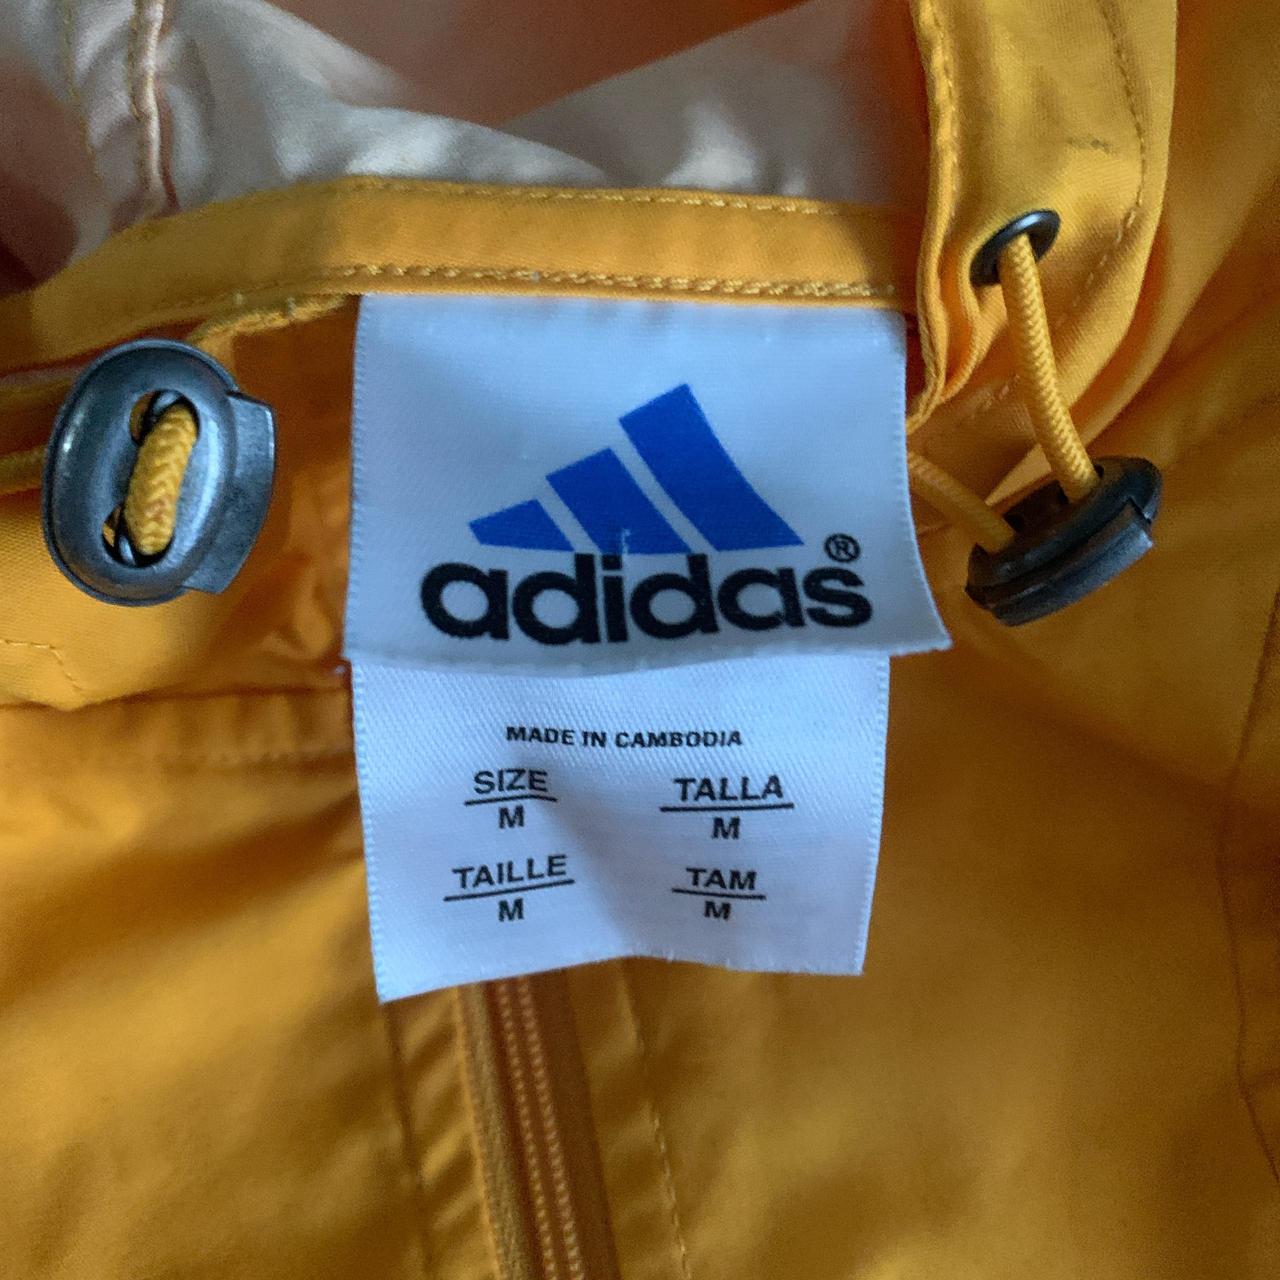 adidas®
MADE IN CAMBODIA
SIZE TALLA
M M
TAILLE TAM
M M